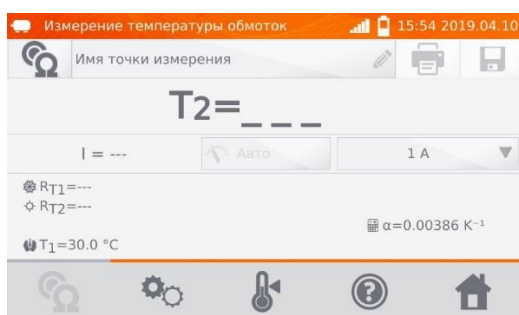 Измерение температуры обмоток 15:54 2019.04.10
Имя точки измерения
T2=_ _ _
I = --- Авто 1 A
RT1=---
RT2=---
α=0.00386 K⁻¹
T1=30.0 °C